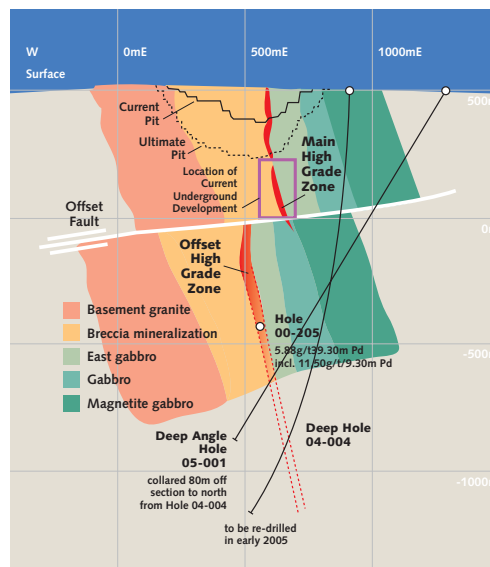 W
0mE
500mE
1000mE
Surface
500
Current
Pit
Ultimate
Pit
Main
High
Grade
Zone
Location of
Current
Underground
Development
Offset
Fault
0
Offset
High
Grade
Zone
Basement granite
Breccia mineralization
East gabbro
Gabbro
Magnetite gabbro
Hole
00-205
5.88g/t39.30m Pd
incl. 11.50g/t/9.30m Pd
-500
Deep Hole
04-004
Deep Angle
Hole
05-001
collared 80m off
section to north
from Hole 04-004
-1000
to be re-drilled
in early 2005